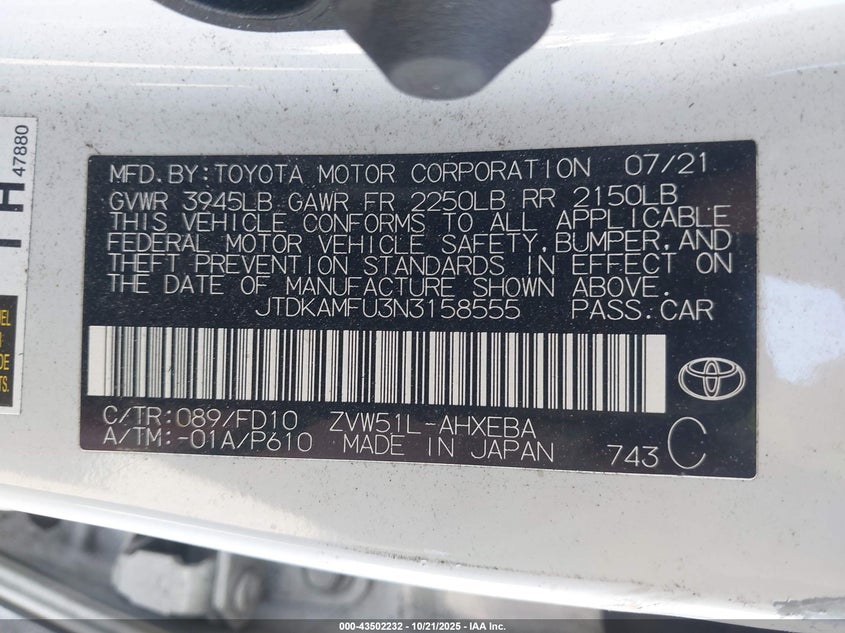 47880
MFD.BY:TOYOTA MOTOR CORPORATION 07/21
GVWR 3945LB GAWR FR 2250LB RR 2150LB
THIS VEHICLE CONFORMS TO ALL APPLICABLE
FEDERAL MOTOR VEHICLE SAFETY,BUMPER,AND
THEFT PREVENTION STANDARDS IN EFFECT ON
THE DATE OF MANUFACTURE SHOWN ABOVE.
JTDKAMFU3N3158555 PASS.CAR
C/TR:089/FD10 ZVW51L-AHXEBA
A/TM:-01A/P610 MADE IN JAPAN 743 C
000-43502232 - 10/21/2025 - IAA Inc.